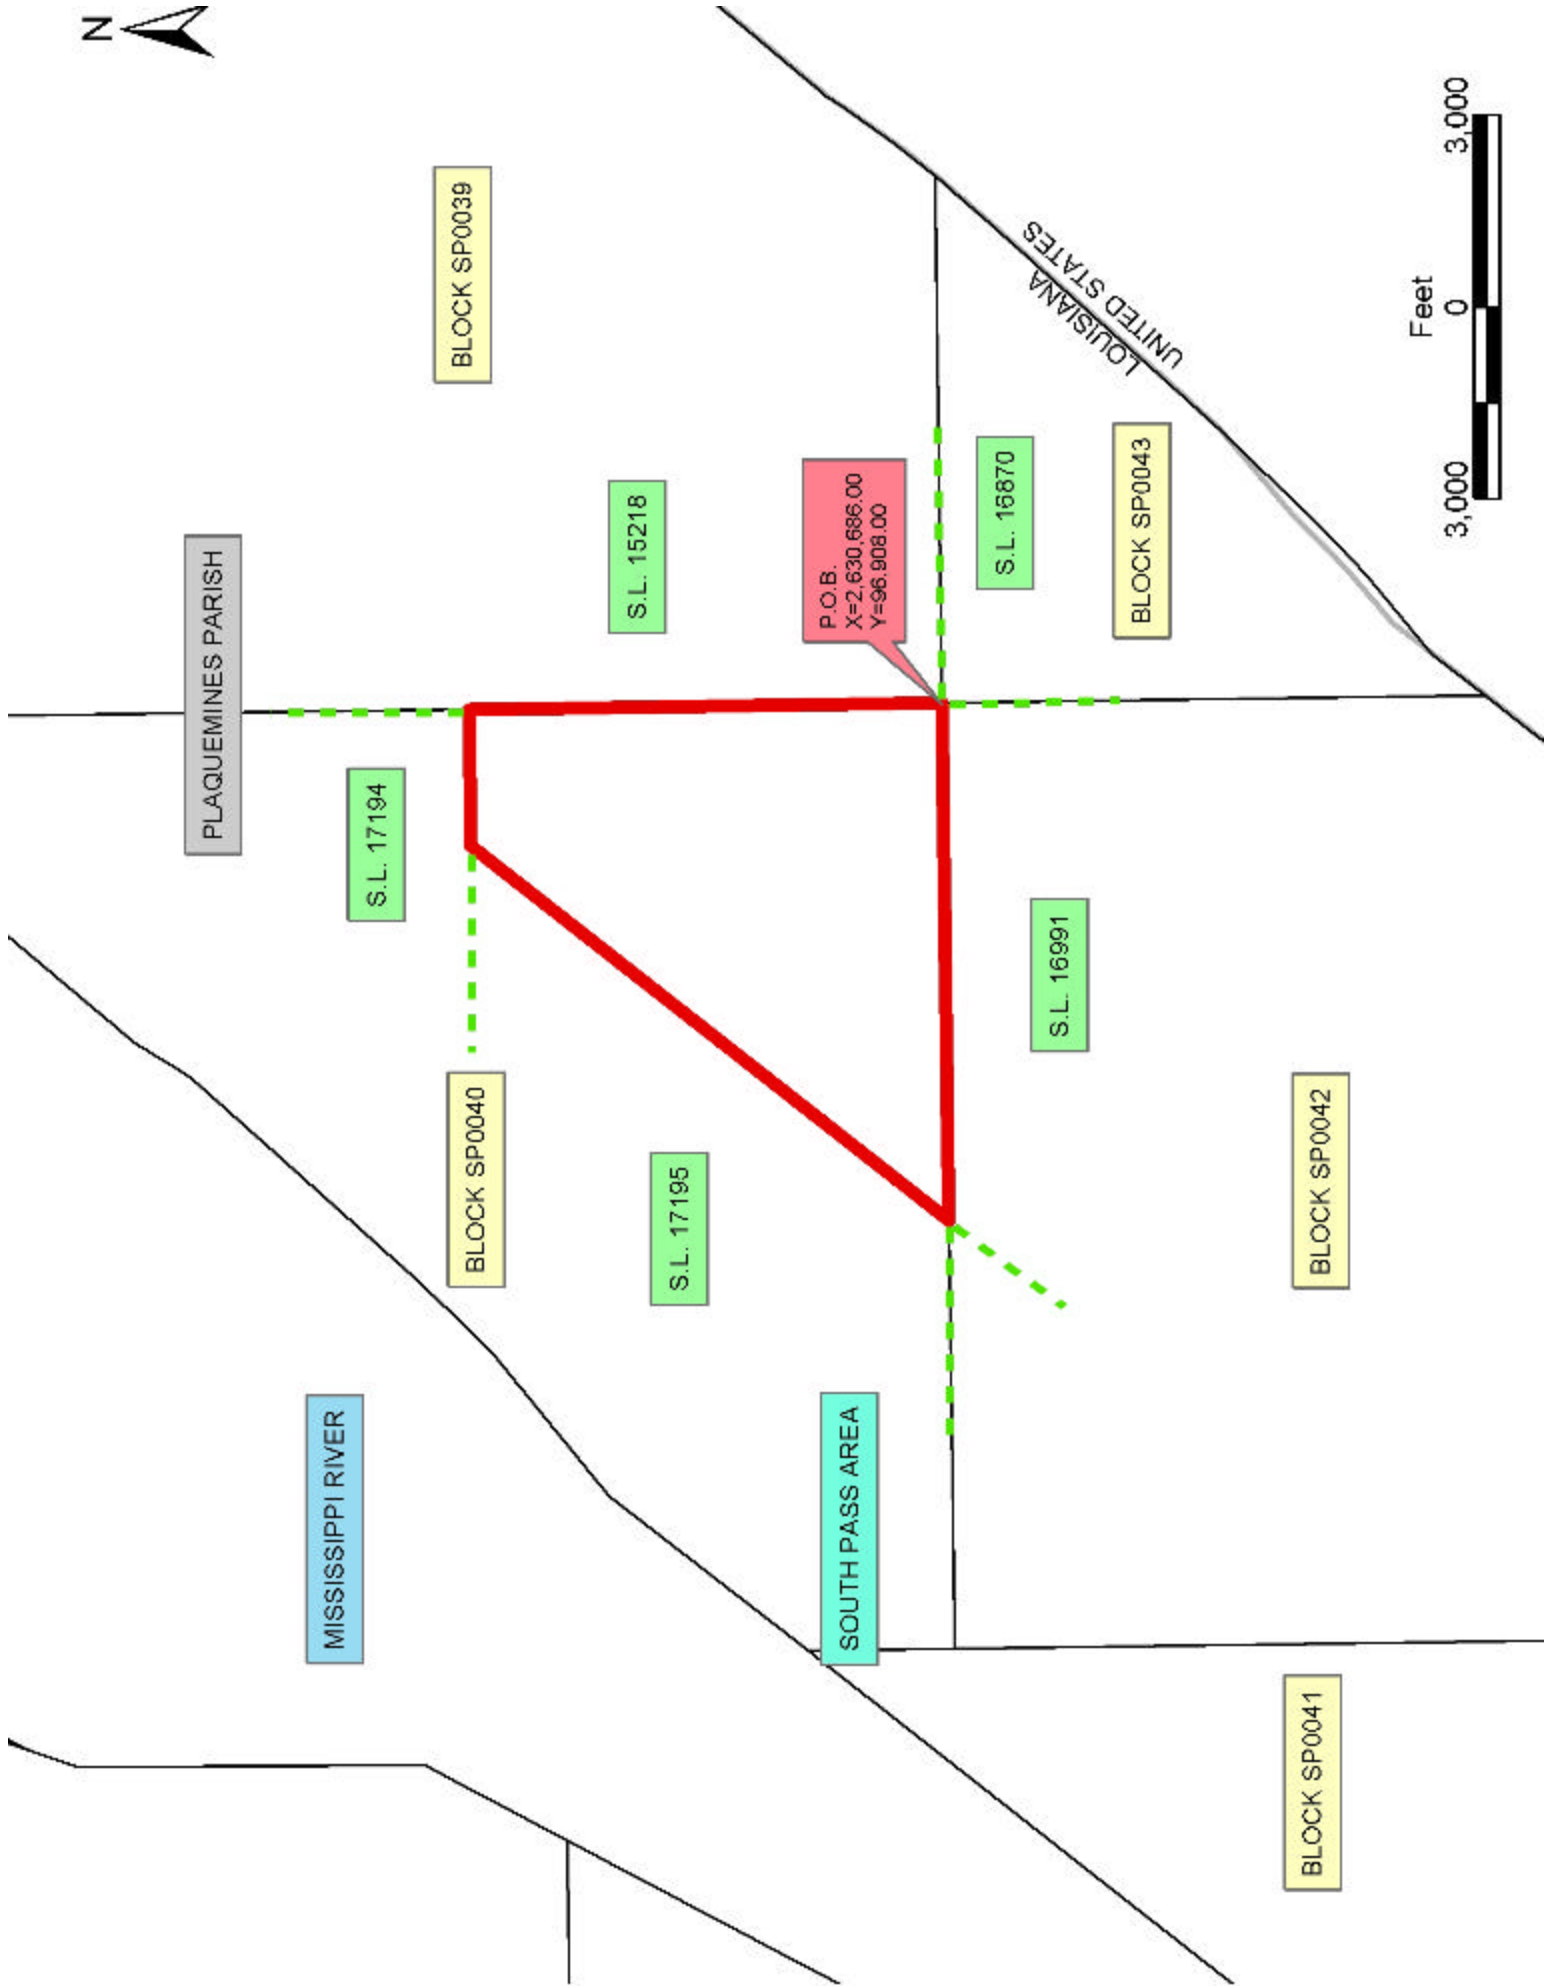 N
PLAQUEMINES PARISH
MISSISSIPPI RIVER
S.L. 17194
BLOCK SP0040
BLOCK SP0039
S.L. 15218
S.L. 17195
SOUTH PASS AREA
P.O.B.
X=2,630,686.00
Y=96,908.00
S.L. 16991
S.L. 16870
LOUISIANA
UNITED STATES
BLOCK SP0043
BLOCK SP0041
BLOCK SP0042
Feet
3,000 0 3,000